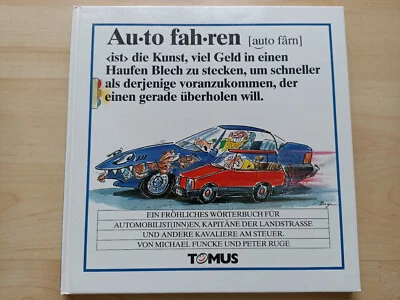 Au·to fah·ren [auto fârn]
‹ist› die Kunst, viel Geld in einen
Haufen Blech zu stecken, um schneller
als derjenige voranzukommen, der
einen gerade überholen will.
EIN FRÖHLICHES WÖRTERBUCH FÜR
AUTOMOBILIST(INN)EN, KAPITÄNE DER LANDSTRASSE
UND ANDERE KAVALIERE AM STEUER.
VON MICHAEL FUNCKE UND PETER RUGE
TOMUS